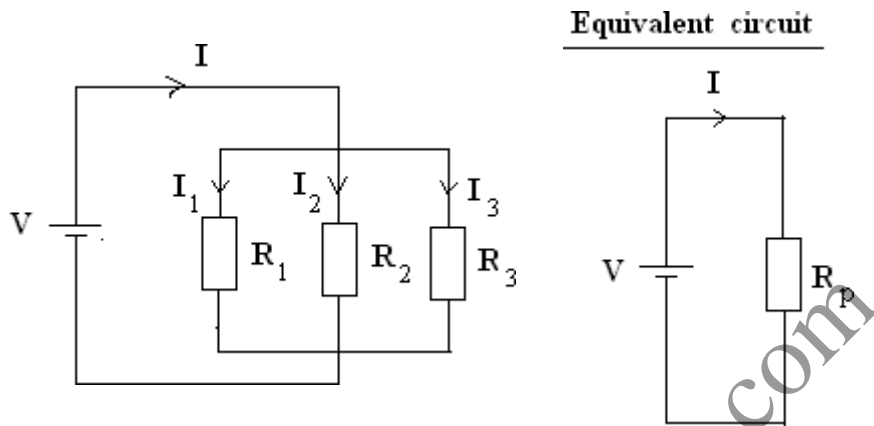 Equivalent circuit
I
I
I1
I2
I3
V
R1
R2
R3
V
Rp
com